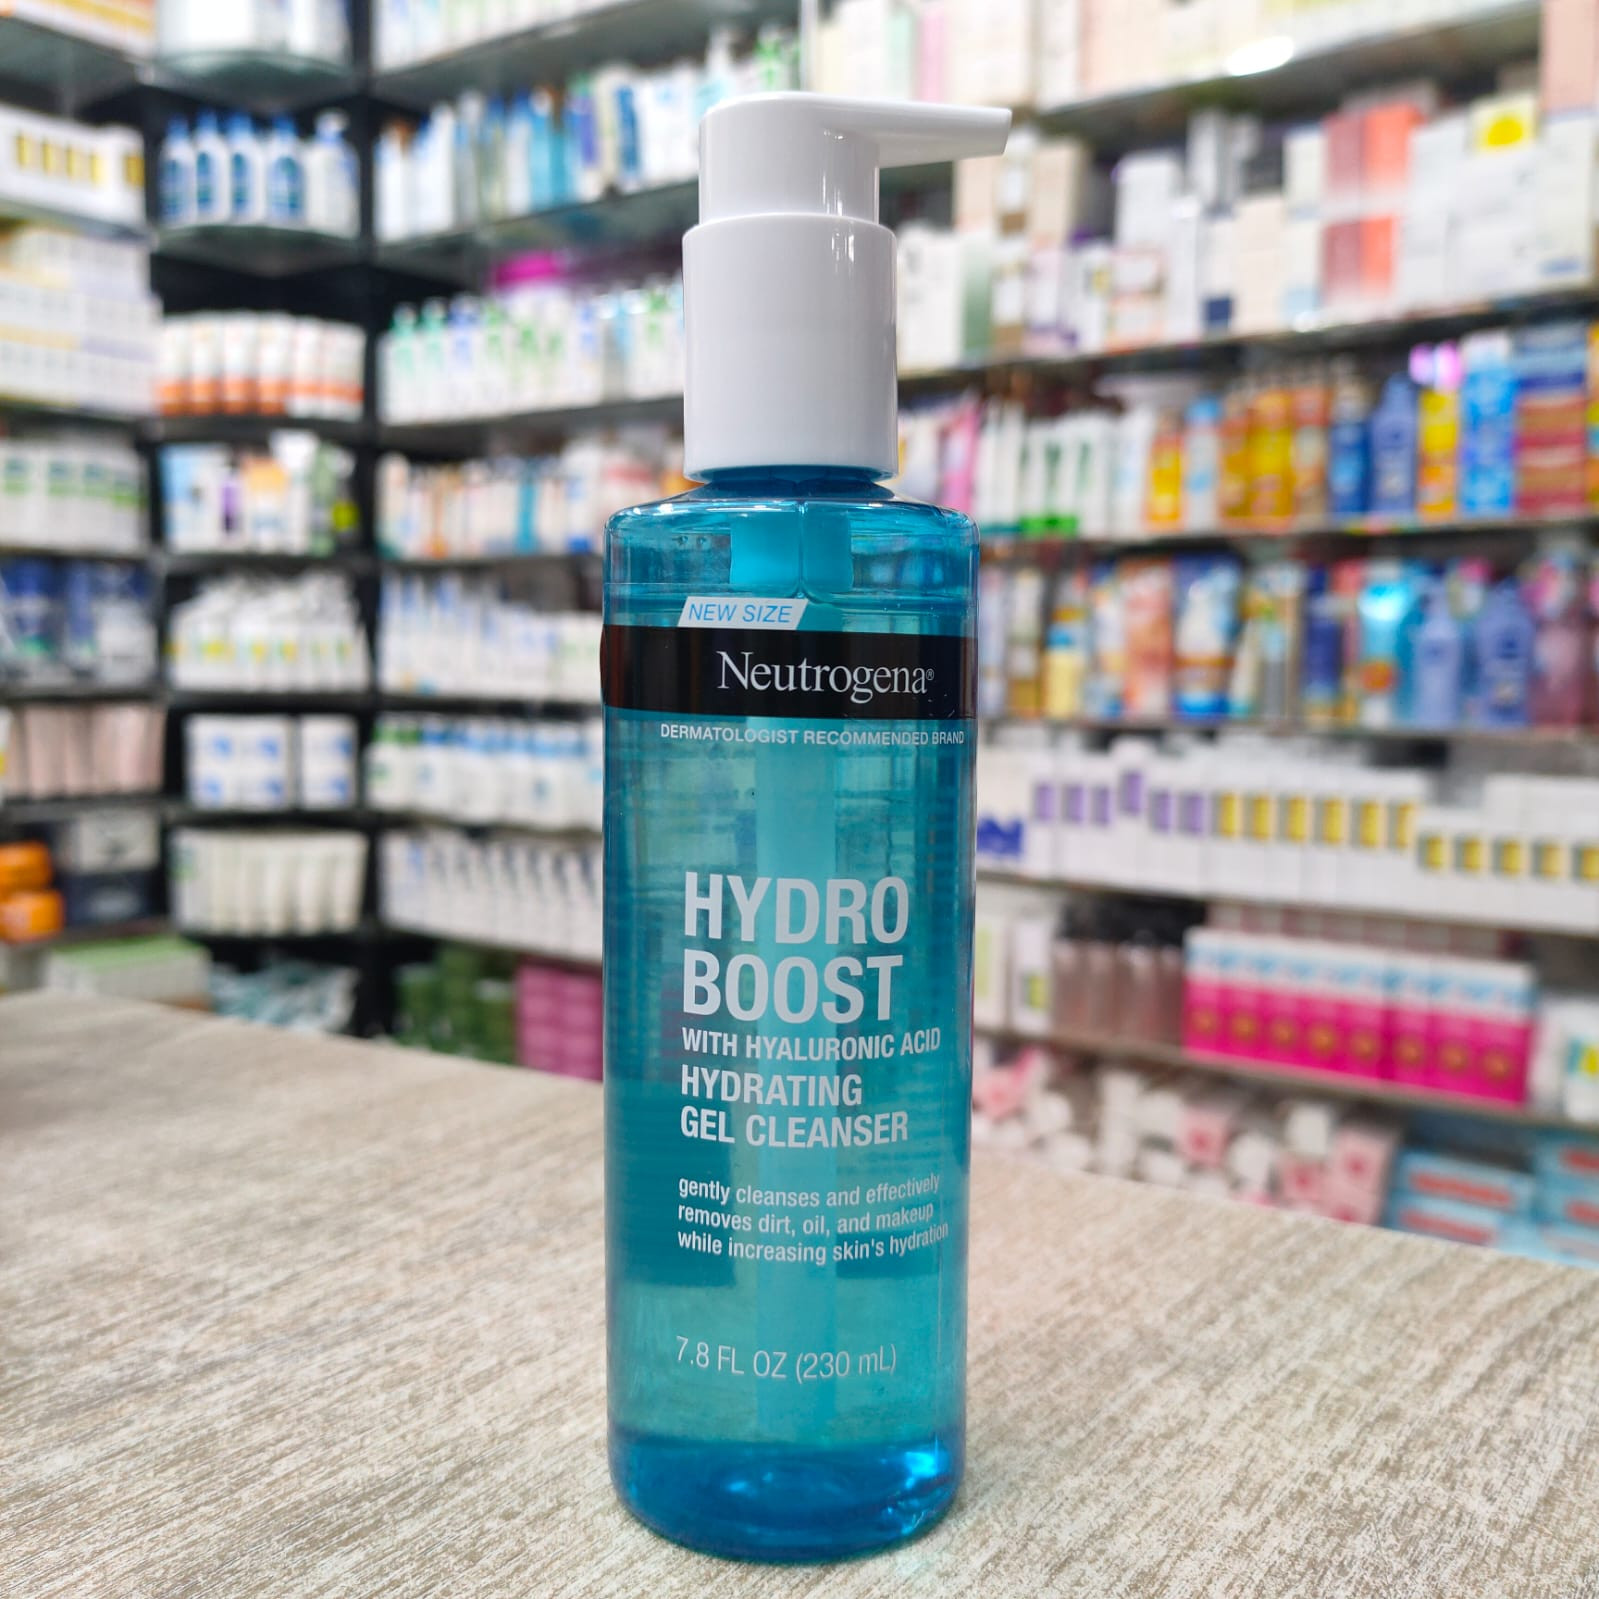 NEW SIZE
Neutrogena®
DERMATOLOGIST RECOMMENDED BRAND
HYDRO
BOOST
WITH HYALURONIC ACID
HYDRATING
GEL CLEANSER
gently cleanses and effectively
removes dirt, oil, and makeup
while increasing skin's hydration
7.8 FL OZ (230 mL)